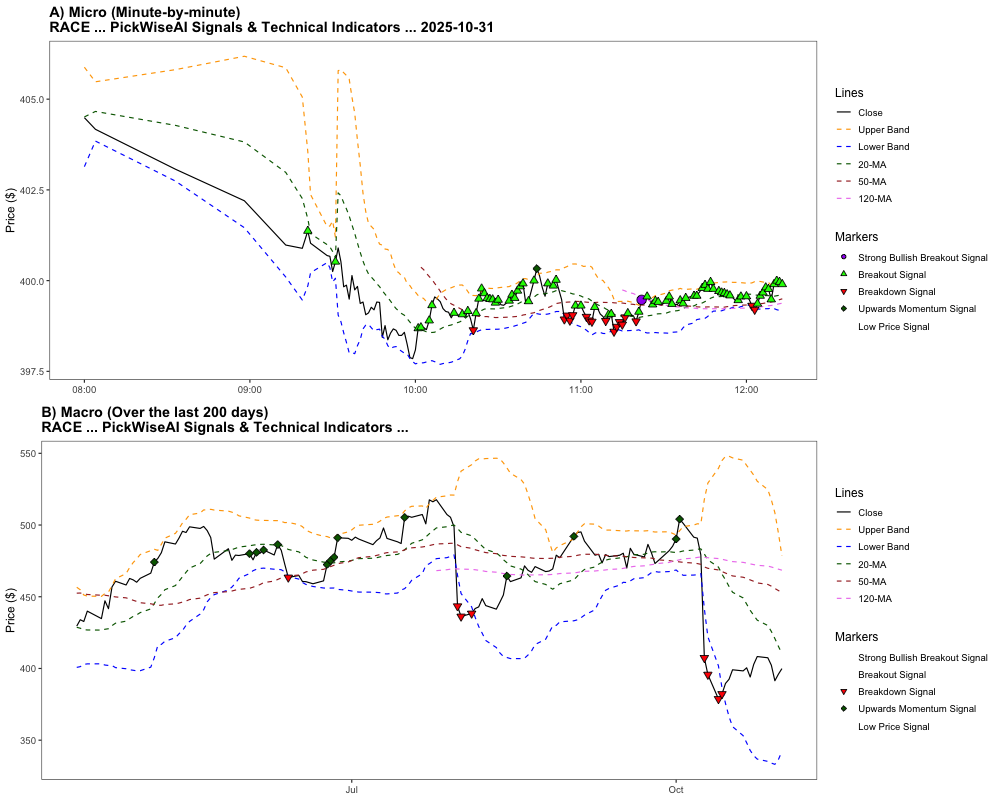 A) Micro (Minute-by-minute)
RACE ... PickWiseAI Signals & Technical Indicators ... 2025-10-31
Price ($)
405.0
402.5
400.0
397.5
08:00
09:00
10:00
11:00
12:00
Lines
Close
Upper Band
Lower Band
20-MA
50-MA
120-MA
Markers
Strong Bullish Breakout Signal
Breakout Signal
Breakdown Signal
Upwards Momentum Signal
Low Price Signal
B) Macro (Over the last 200 days)
RACE ... PickWiseAI Signals & Technical Indicators ...
Price ($)
550
500
450
400
350
Jul
Oct
Lines
Close
Upper Band
Lower Band
20-MA
50-MA
120-MA
Markers
Strong Bullish Breakout Signal
Breakout Signal
Breakdown Signal
Upwards Momentum Signal
Low Price Signal